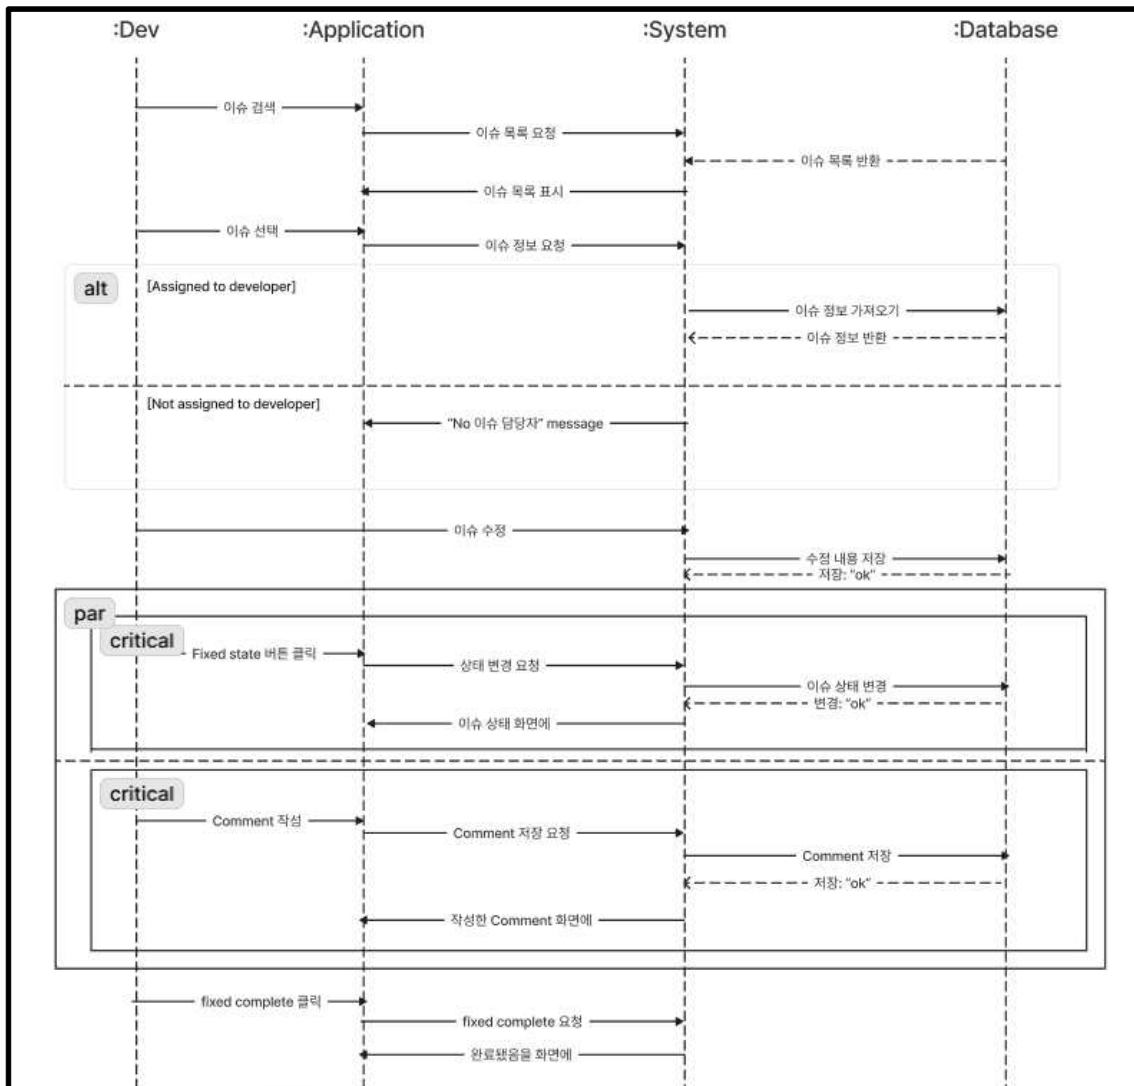 :Dev :Application :System :Database
이슈 검색
이슈 목록 요청
이슈 목록 반환
이슈 목록 표시
이슈 선택
이슈 정보 요청
alt [Assigned to developer]
이슈 정보 가져오기
이슈 정보 반환
[Not assigned to developer]
"No 이슈 담당자" message
이슈 수정
수정 내용 저장
저장: "ok"
par
critical
Fixed state 버튼 클릭
상태 변경 요청
이슈 상태 변경
변경: "ok"
이슈 상태 화면에
critical
Comment 작성
Comment 저장 요청
Comment 저장
저장: "ok"
작성한 Comment 화면에
fixed complete 클릭
fixed complete 요청
완료됐음을 화면에